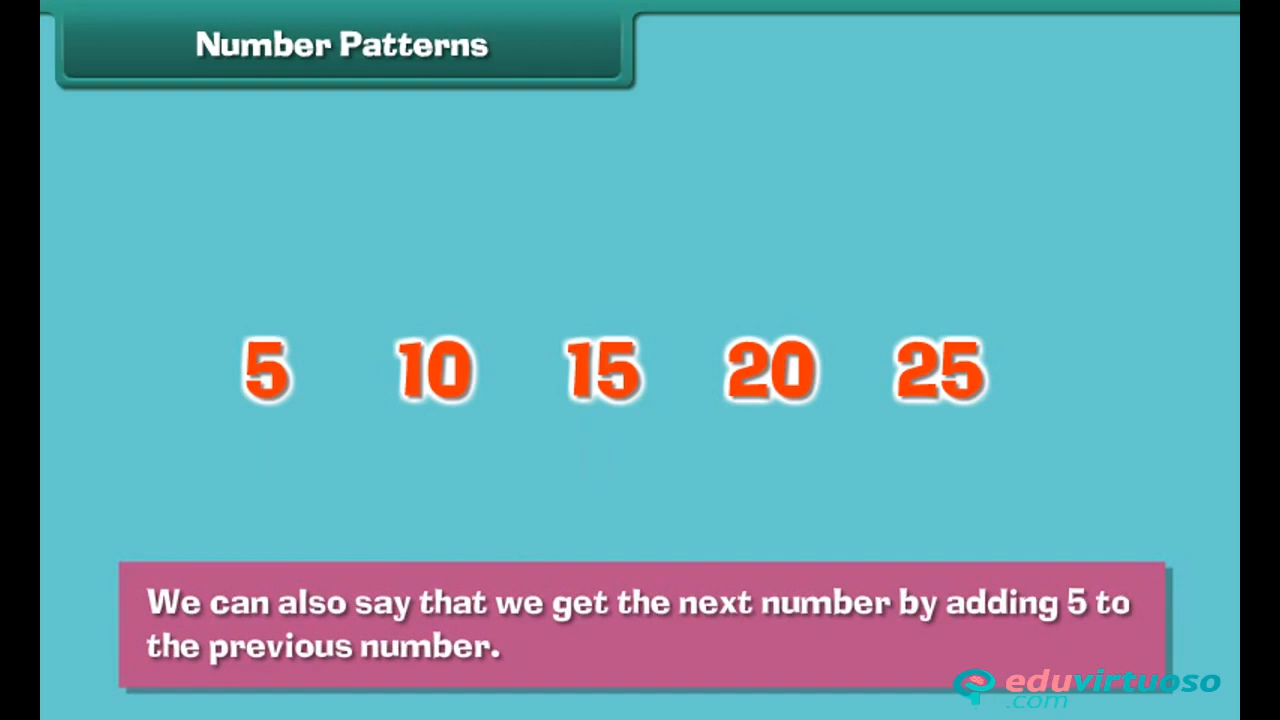 Number Patterns
5 10 15 20 25
We can also say that we get the next number by adding 5 to
the previous number.
eduvirtuoso
.com